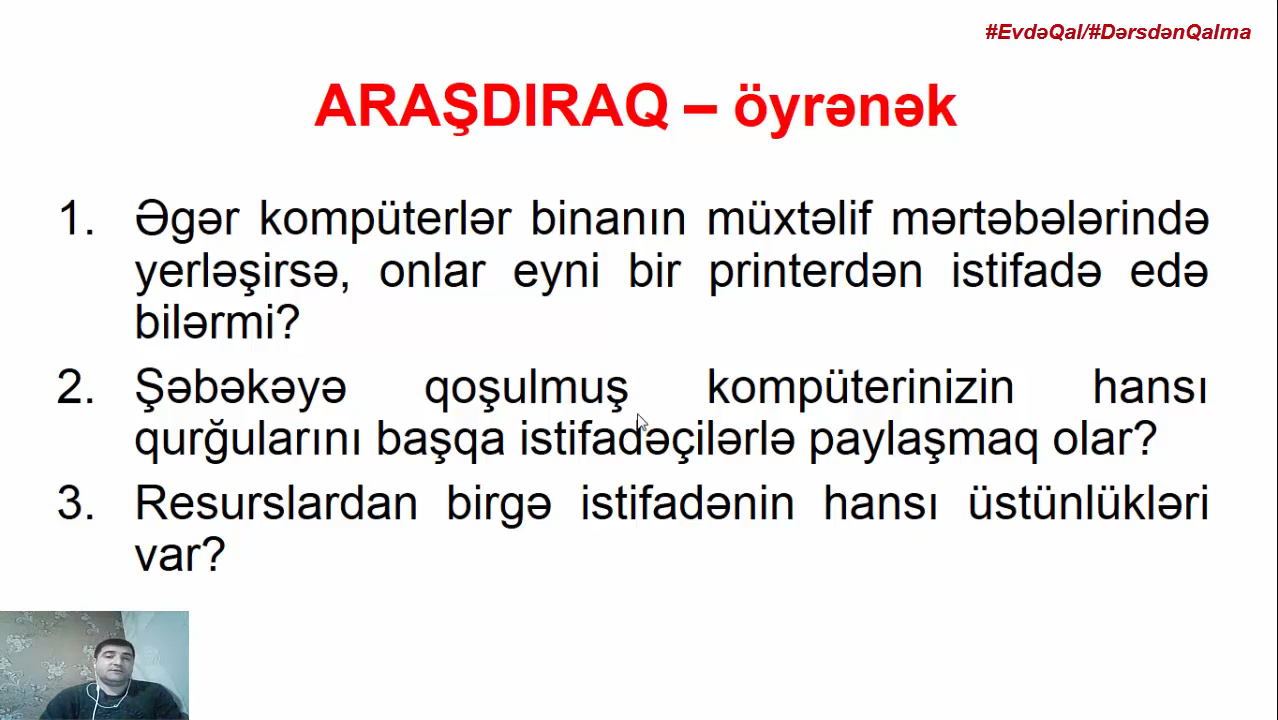 #EvdəQal/#DərsdənQalma
ARAŞDIRAQ – öyrənək
1. Əgər kompüterlər binanın müxtəlif mərtəbələrində
yerləşirsə, onlar eyni bir printerdən istifadə edə
bilərmi?
2. Şəbəkəyə qoşulmuş kompüterinizin hansı
qurğularını başqa istifadəçilərlə paylaşmaq olar?
3. Resurslardan birgə istifadənin hansı üstünlükləri
var?